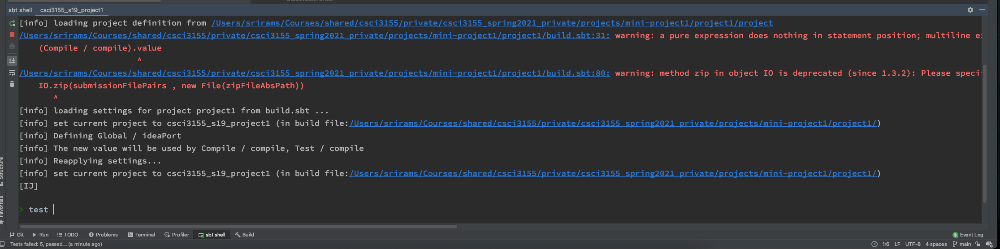 sbt shell csci3155_s19_project1
[info] loading project definition from /Users/srirams/Courses/shared/csci3155/private/csci3155_spring2021_private/projects/mini-project1/project1/project
/Users/srirams/Courses/shared/csci3155/private/csci3155_spring2021_private/projects/mini-project1/project1/build.sbt:31: warning: a pure expression does nothing in statement position; multiline ex
(Compile / compile).value
^
/Users/srirams/Courses/shared/csci3155/private/csci3155_spring2021_private/projects/mini-project1/project1/build.sbt:80: warning: method zip in object IO is deprecated (since 1.3.2): Please speci
IO.zip(submissionFilePairs , new File(zipFileAbsPath))
^
[info] loading settings for project project1 from build.sbt ...
[info] set current project to csci3155_s19_project1 (in build file:/Users/srirams/Courses/shared/csci3155/private/csci3155_spring2021_private/projects/mini-project1/project1/)
[info] Defining Global / ideaPort
[info] The new value will be used by Compile / compile, Test / compile
[info] Reapplying settings...
[info] set current project to csci3155_s19_project1 (in build file:/Users/srirams/Courses/shared/csci3155/private/csci3155_spring2021_private/projects/mini-project1/project1/)
[IJ]
> test
Structure
Favorites
Git Run TODO Problems Terminal Profiler sbt shell Build 3 Event Log
Tests failed: 5, passed... (a minute ago) 1:6 LF UTF-8 4 spaces main